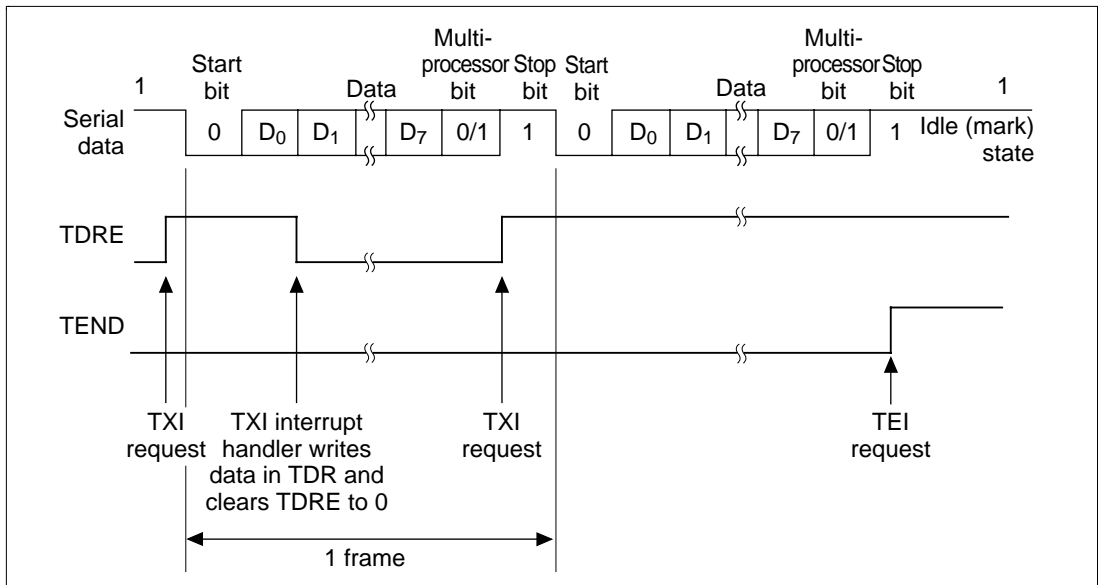 Multi-
processor
bit
Start
bit
Data
Stop
bit
Start
bit
Data
Multi-
processor
bit
Stop
bit
1
1
Serial
data
0 D0 D1 D7 0/1 1 0 D0 D1 D7 0/1 1
Idle (mark)
state
TDRE
TEND
TXI
request
TXI interrupt
handler writes
data in TDR and
clears TDRE to 0
TXI
request
TEI
request
1 frame